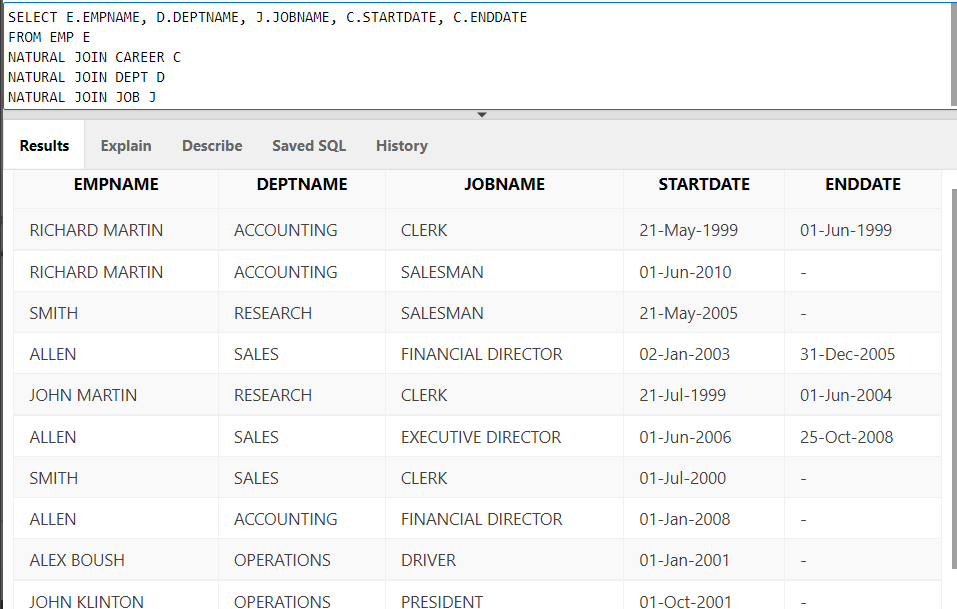 SELECT E.EMPNAME, D.DEPTNAME, J.JOBNAME, C.STARTDATE, C.ENDDATE
FROM EMP E
NATURAL JOIN CAREER C
NATURAL JOIN DEPT D
NATURAL JOIN JOB J
Results Explain Describe Saved SQL History
EMPNAME DEPTNAME JOBNAME STARTDATE ENDDATE
RICHARD MARTIN ACCOUNTING CLERK 21-May-1999 01-Jun-1999
RICHARD MARTIN ACCOUNTING SALESMAN 01-Jun-2010 -
SMITH RESEARCH SALESMAN 21-May-2005 -
ALLEN SALES FINANCIAL DIRECTOR 02-Jan-2003 31-Dec-2005
JOHN MARTIN RESEARCH CLERK 21-Jul-1999 01-Jun-2004
ALLEN SALES EXECUTIVE DIRECTOR 01-Jun-2006 25-Oct-2008
SMITH SALES CLERK 01-Jul-2000 -
ALLEN ACCOUNTING FINANCIAL DIRECTOR 01-Jan-2008 -
ALEX BOUSH OPERATIONS DRIVER 01-Jan-2001 -
JOHN KLINTON OPERATIONS PRESIDENT 01-Oct-2001 -